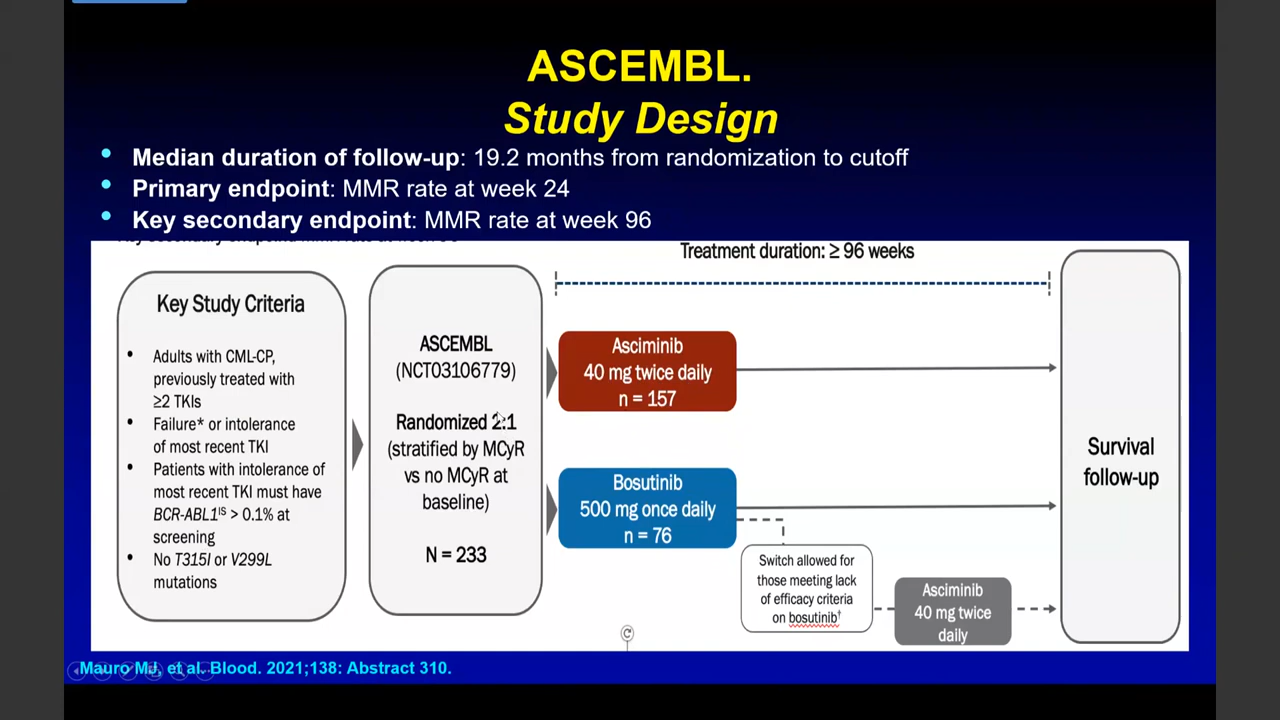 ASCEMBL.
Study Design
• Median duration of follow-up: 19.2 months from randomization to cutoff
• Primary endpoint: MMR rate at week 24
• Key secondary endpoint: MMR rate at week 96
Treatment duration: ≥ 96 weeks
Key Study Criteria
• Adults with CML-CP,
previously treated with
≥2 TKIs
• Failure* or intolerance
of most recent TKI
• Patients with intolerance of
most recent TKI must have
BCR-ABL1ᴵˢ > 0.1% at
screening
• No T315I or V299L
mutations
ASCEMBL
(NCT03106779)
Randomized 2:1
(stratified by MCyR
vs no MCyR at
baseline)
N = 233
Asciminib
40 mg twice daily
n = 157
Bosutinib
500 mg once daily
n = 76
Switch allowed for
those meeting lack
of efficacy criteria
on bosutinib†
Asciminib
40 mg twice
daily
Survival
follow-up
Mauro MJ, et al. Blood. 2021;138: Abstract 310.